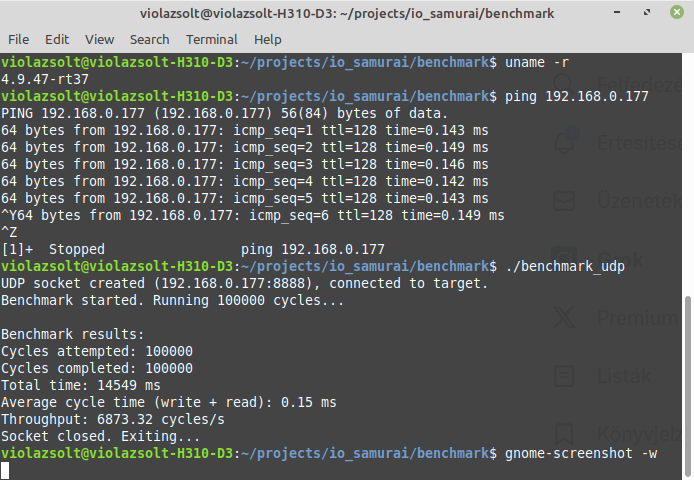 violazsolt@violazsolt-H310-D3: ~/projects/io_samurai/benchmark
File Edit View Search Terminal Help
violazsolt@violazsolt-H310-D3:~/projects/io_samurai/benchmark$ uname -r
4.9.47-rt37
violazsolt@violazsolt-H310-D3:~/projects/io_samurai/benchmark$ ping 192.168.0.177
PING 192.168.0.177 (192.168.0.177) 56(84) bytes of data.
64 bytes from 192.168.0.177: icmp_seq=1 ttl=128 time=0.143 ms
64 bytes from 192.168.0.177: icmp_seq=2 ttl=128 time=0.149 ms
64 bytes from 192.168.0.177: icmp_seq=3 ttl=128 time=0.146 ms
64 bytes from 192.168.0.177: icmp_seq=4 ttl=128 time=0.142 ms
64 bytes from 192.168.0.177: icmp_seq=5 ttl=128 time=0.143 ms
^Y64 bytes from 192.168.0.177: icmp_seq=6 ttl=128 time=0.149 ms
^Z
[1]+  Stopped                 ping 192.168.0.177
violazsolt@violazsolt-H310-D3:~/projects/io_samurai/benchmark$ ./benchmark_udp
UDP socket created (192.168.0.177:8888), connected to target.
Benchmark started. Running 100000 cycles...
Benchmark results:
Cycles attempted: 100000
Cycles completed: 100000
Total time: 14549 ms
Average cycle time (write + read): 0.15 ms
Throughput: 6873.32 cycles/s
Socket closed. Exiting...
violazsolt@violazsolt-H310-D3:~/projects/io_samurai/benchmark$ gnome-screenshot -w
Üzenetek
Grok
Premium
Listák